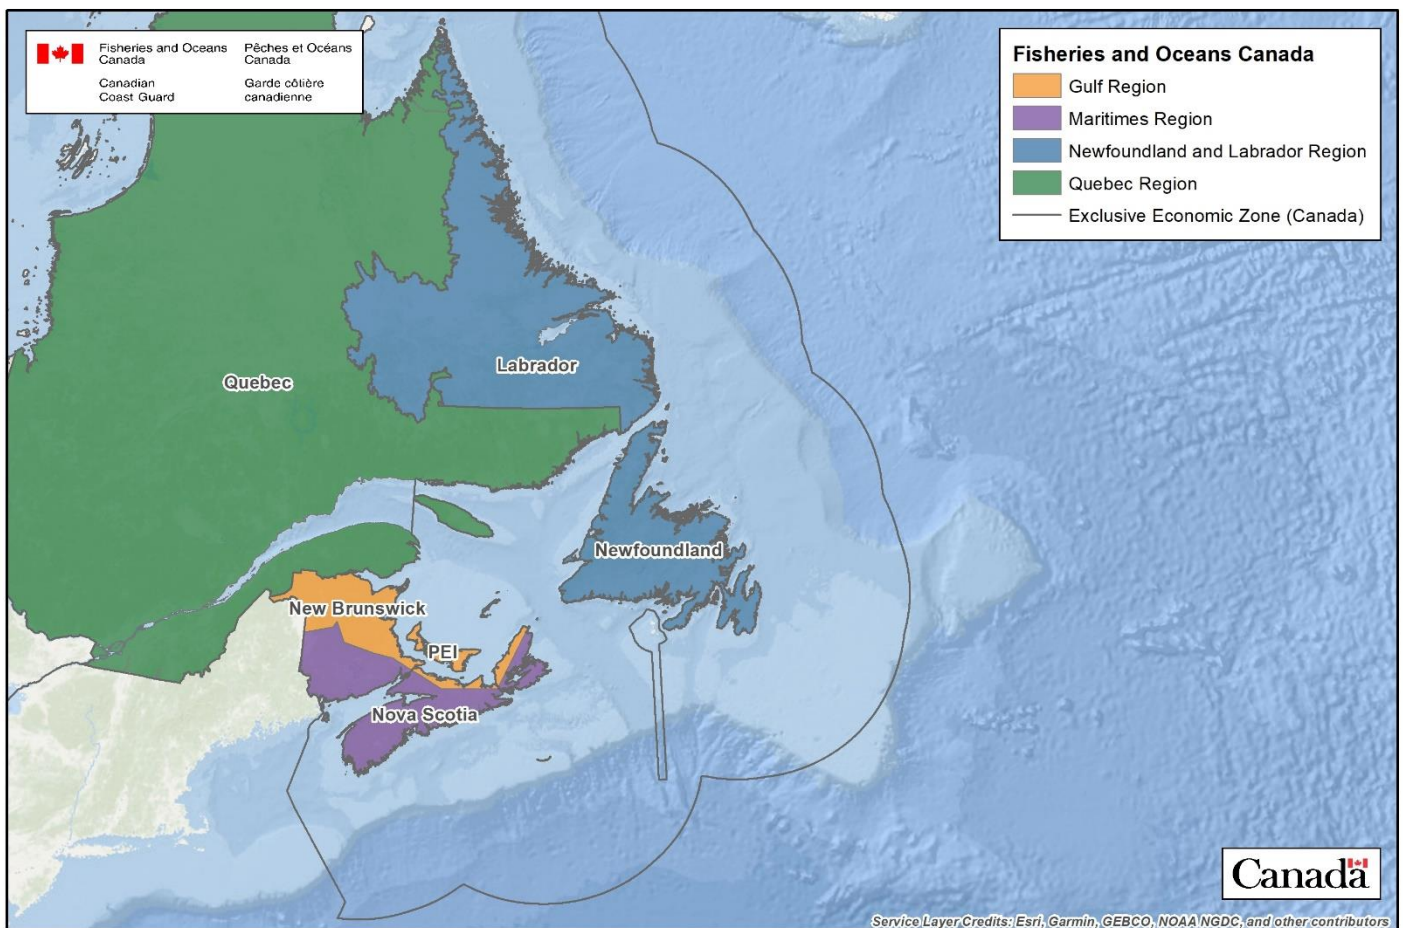 Fisheries and Oceans
Canada
Canadian
Coast Guard
Pêches et Océans
Canada
Garde côtière
canadienne
Fisheries and Oceans Canada
Gulf Region
Maritimes Region
Newfoundland and Labrador Region
Quebec Region
Exclusive Economic Zone (Canada)
Labrador
Quebec
Newfoundland
New Brunswick
PEI
Nova Scotia
Canada
Service Layer Credits: Esri, Garmin, GEBCO, NOAA NGDC, and other contributors